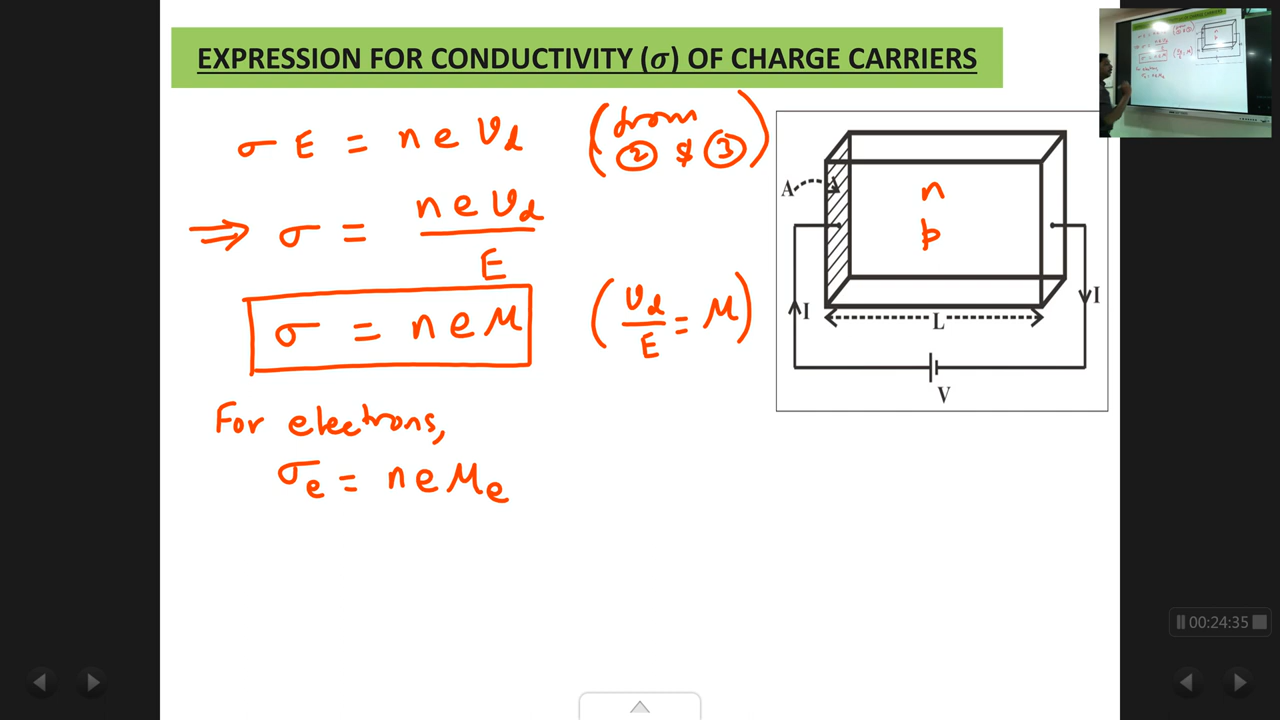 EXPRESSION FOR CONDUCTIVITY (σ) OF CHARGE CARRIERS
σ E = n e v_d (from ② & ③)
⇒ σ = n e v_d / E
σ = n e μ (v_d / E = μ)
For electrons,
σ_e = n e μ_e
A
n
p
I
I
L
V
00:24:35